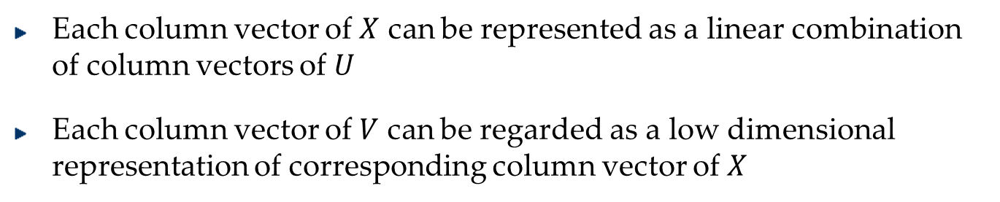 Each column vector of X can be represented as a linear combination
of column vectors of U
Each column vector of V can be regarded as a low dimensional
representation of corresponding column vector of X